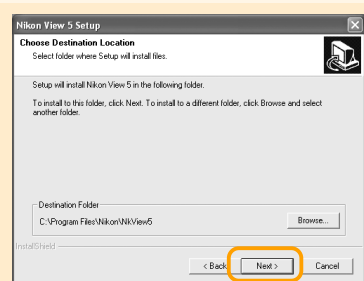 Nikon View 5 Setup
Choose Destination Location
Select folder where Setup will install files.
Setup will install Nikon View 5 in the following folder.
To install to this folder, click Next. To install to a different folder, click Browse and select
another folder.
Destination Folder
C:\Program Files\Nikon\NkView5
Browse...
InstallShield
< Back
Next >
Cancel